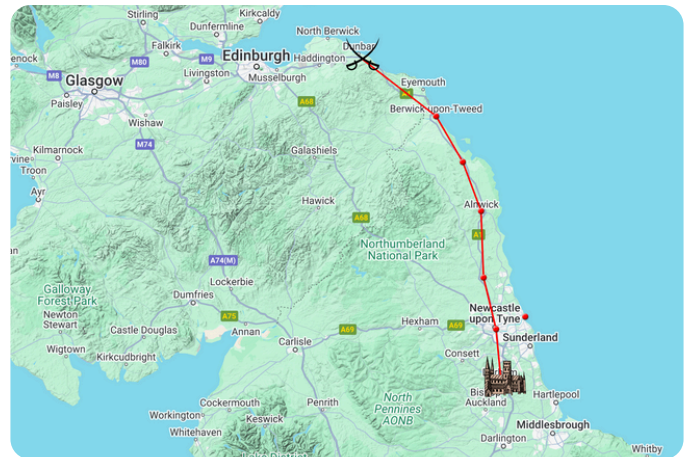 Stirling
Kirkcaldy
Dunfermline
North Berwick
enock
Falkirk
M80
M9
Edinburgh
Haddington
Dunbar
M8
Glasgow
Livingston
Musselburgh
Eyemouth
Paisley
A68
Berwick upon-Tweed
Wishaw
M74
Kilmarnock
Galashiels
vine
Troon
Ayr
Hawick
Alnwick
A68
A1
an
Northumberland
National Park
A74(M)
Lockerbie
Galloway
Forest Park
Dumfries
Newton
Stewart
A75
Castle Douglas
Annan
A69
Hexham
A69
Newcastle
upon Tyne
Sunderland
Wigtown
Kirkcudbright
Carlisle
Consett
Bis
Auckland
Hartlepool
Cockermouth
Penrith
North
Pennines
AONB
Workington
Keswick
Whitehaven
Middlesbrough
Darlington
Whitby